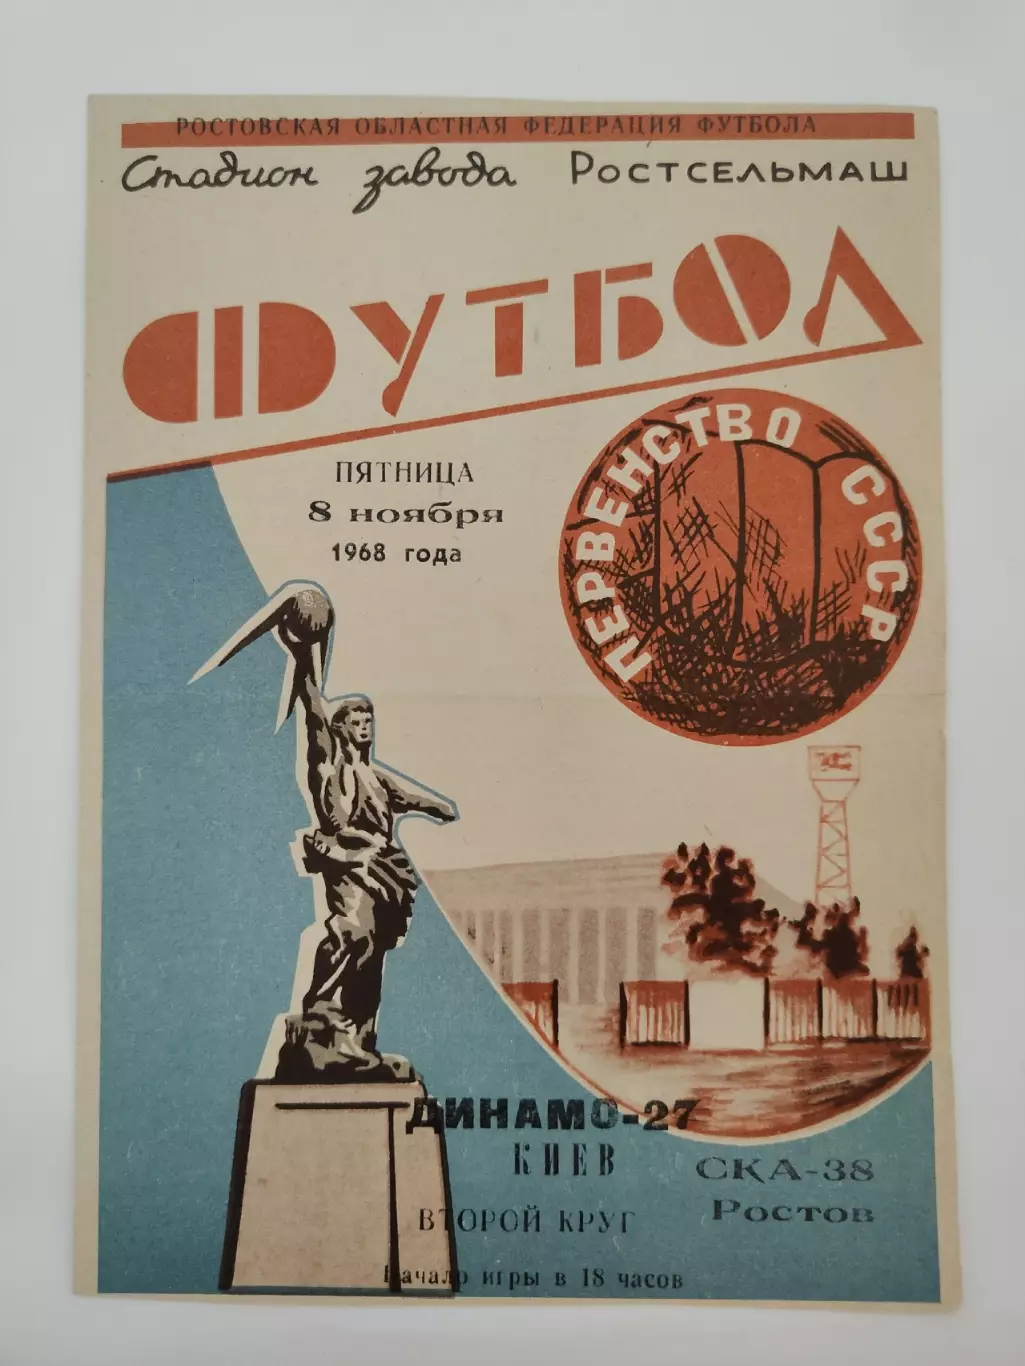 РОСТОВСКАЯ ОБЛАСТНАЯ ФЕДЕРАЦИЯ ФУТБОЛА
Стадион завода РОСТСЕЛЬМАШ
ФУТБОЛ
ПЕРВЕНСТВО СССР
ПЯТНИЦА
8 ноября
1968 года
ДИНАМО-27
КИЕВ
СКА-38
Ростов
ВТОРОЙ КРУГ
Начало игры в 18 часов